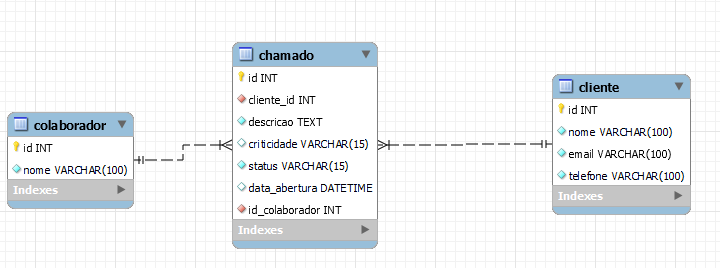 colaborador
id INT
nome VARCHAR(100)
Indexes
chamado
id INT
cliente_id INT
descricao TEXT
criticidade VARCHAR(15)
status VARCHAR(15)
data_abertura DATETIME
id_colaborador INT
Indexes
cliente
id INT
nome VARCHAR(100)
email VARCHAR(100)
telefone VARCHAR(100)
Indexes